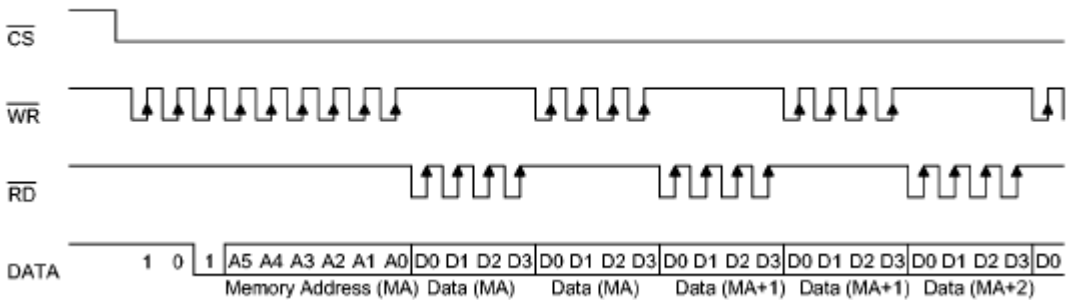 CS
WR
RD
DATA 1 0 1 A5 A4 A3 A2 A1 A0 D0 D1 D2 D3 D0 D1 D2 D3 D0 D1 D2 D3 D0 D1 D2 D3 D0 D1 D2 D3 D0
Memory Address (MA) Data (MA) Data (MA) Data (MA+1) Data (MA+1) Data (MA+2)